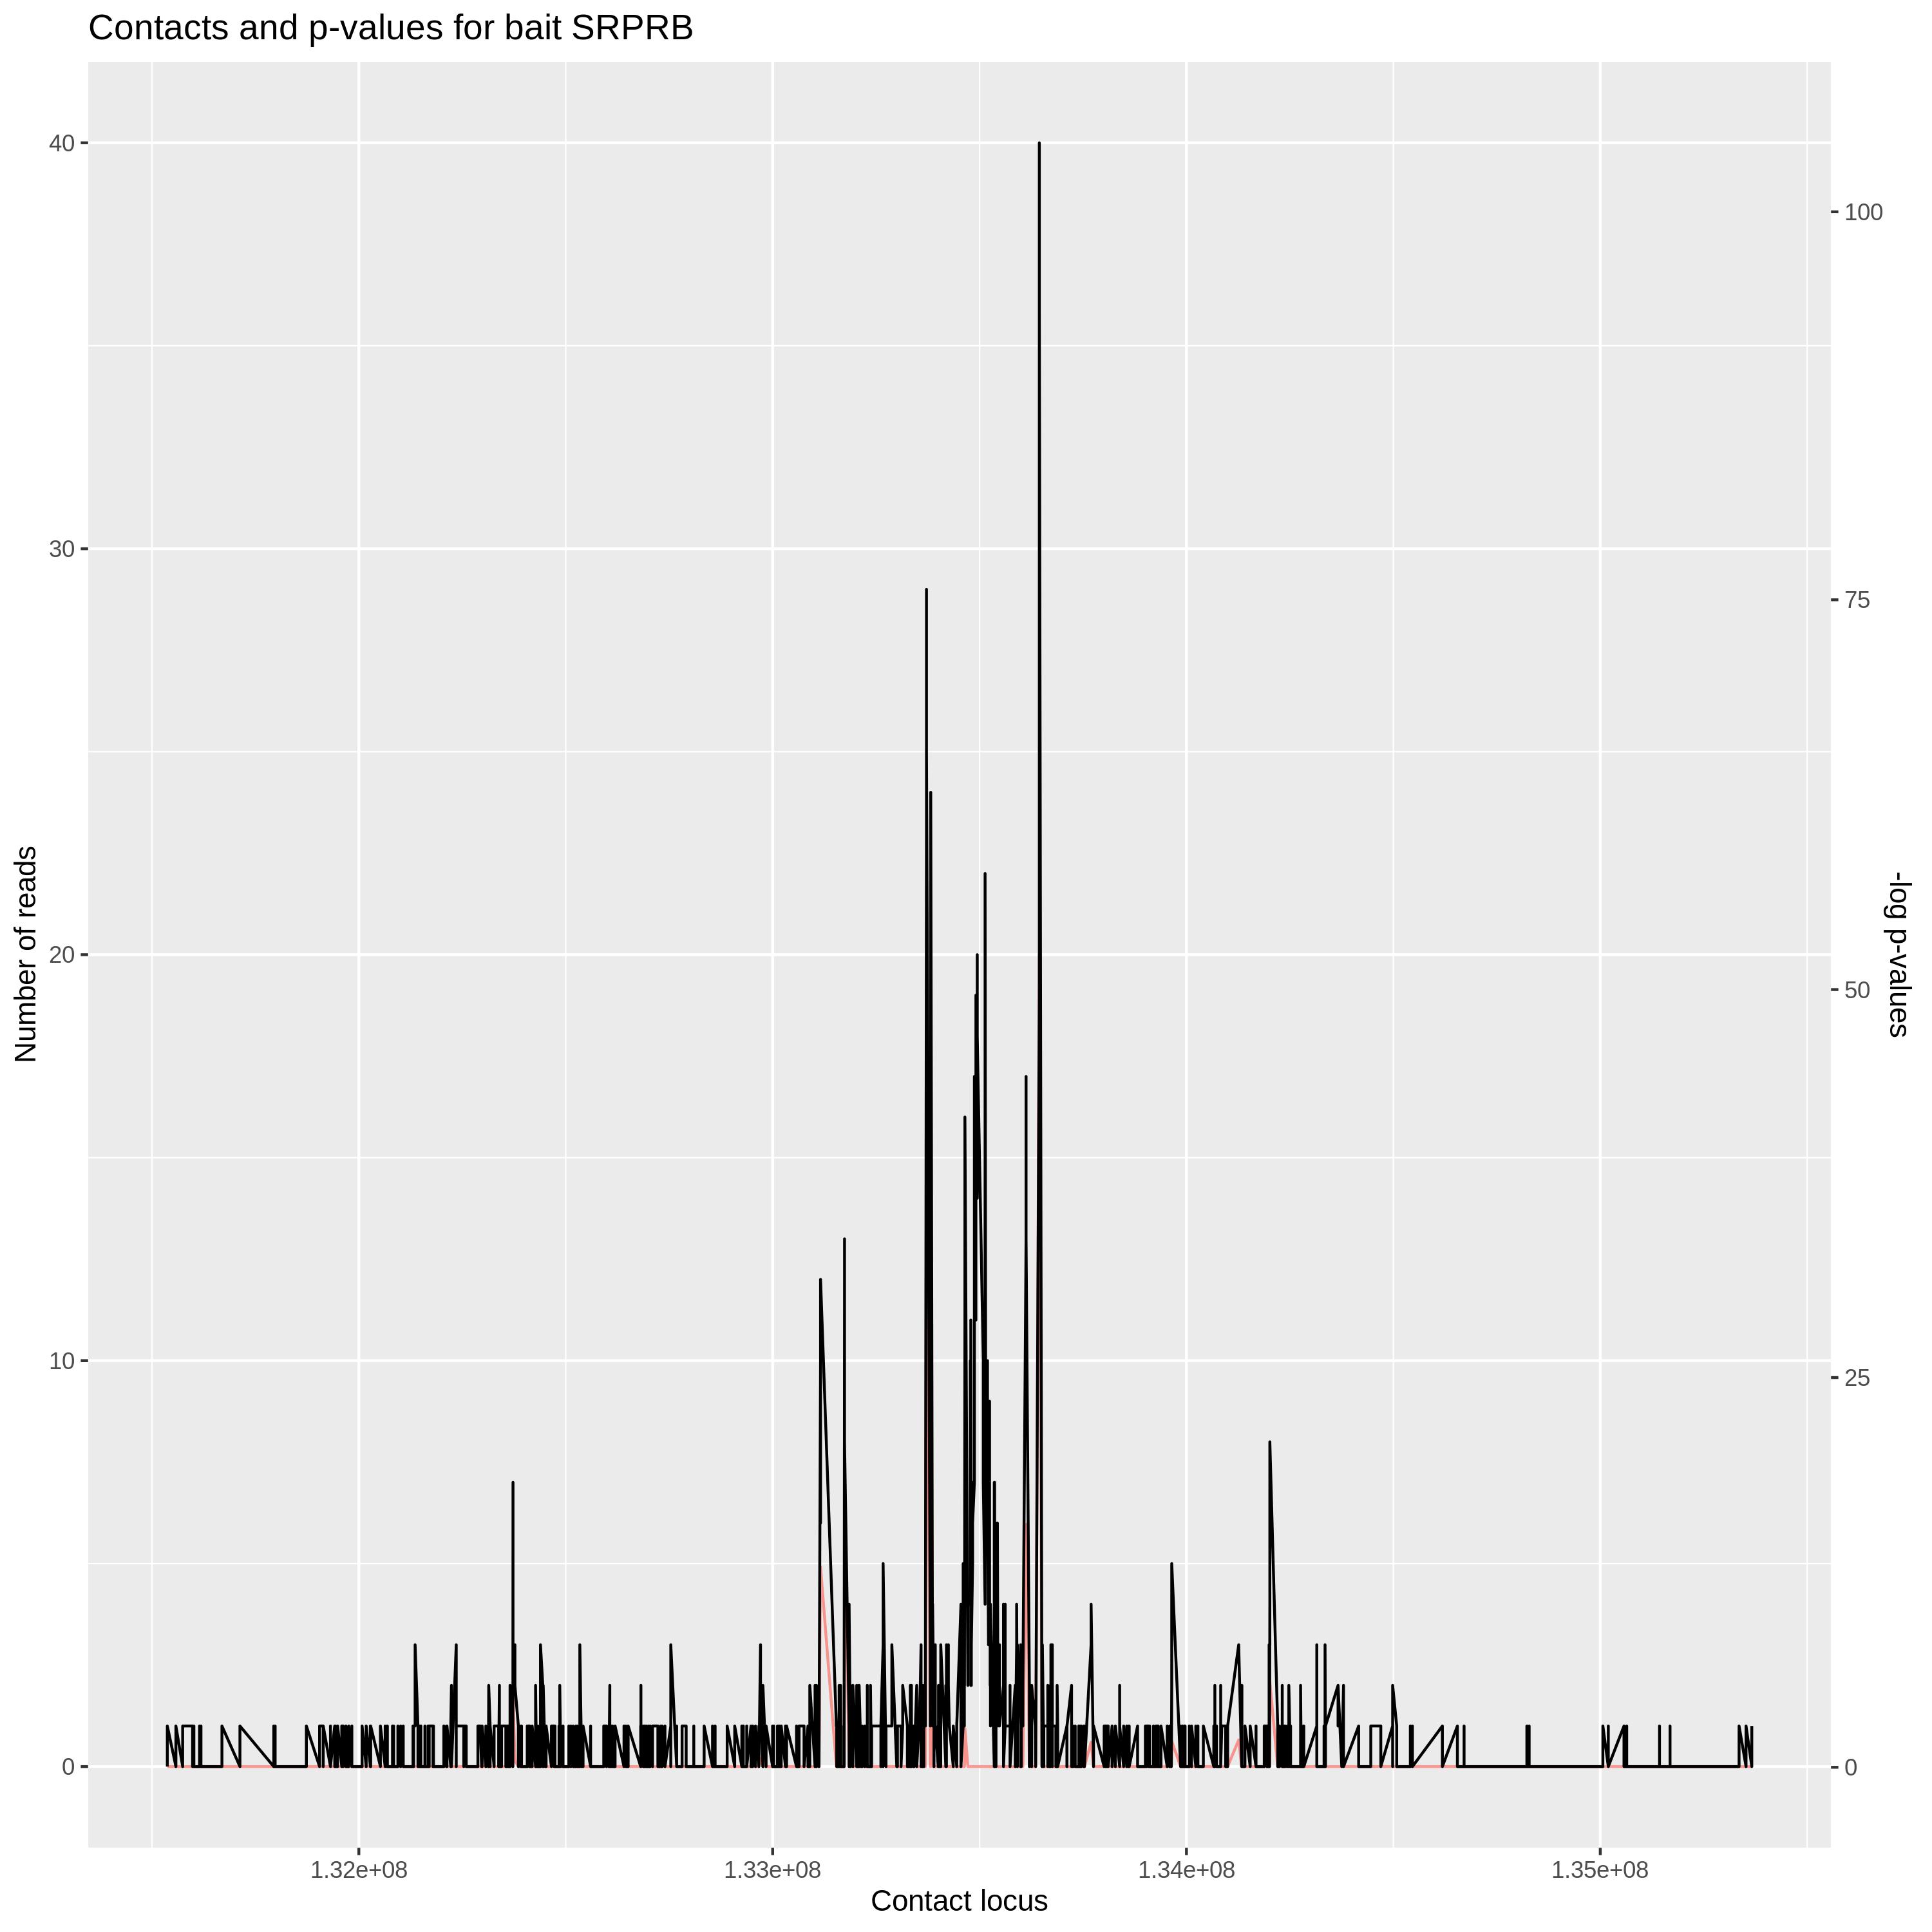 Contacts and p-values for bait SRPRB
40
30
20
10
0
Number of reads
100
75
50
25
0
-log p-values
1.32e+08 1.33e+08 1.34e+08 1.35e+08
Contact locus